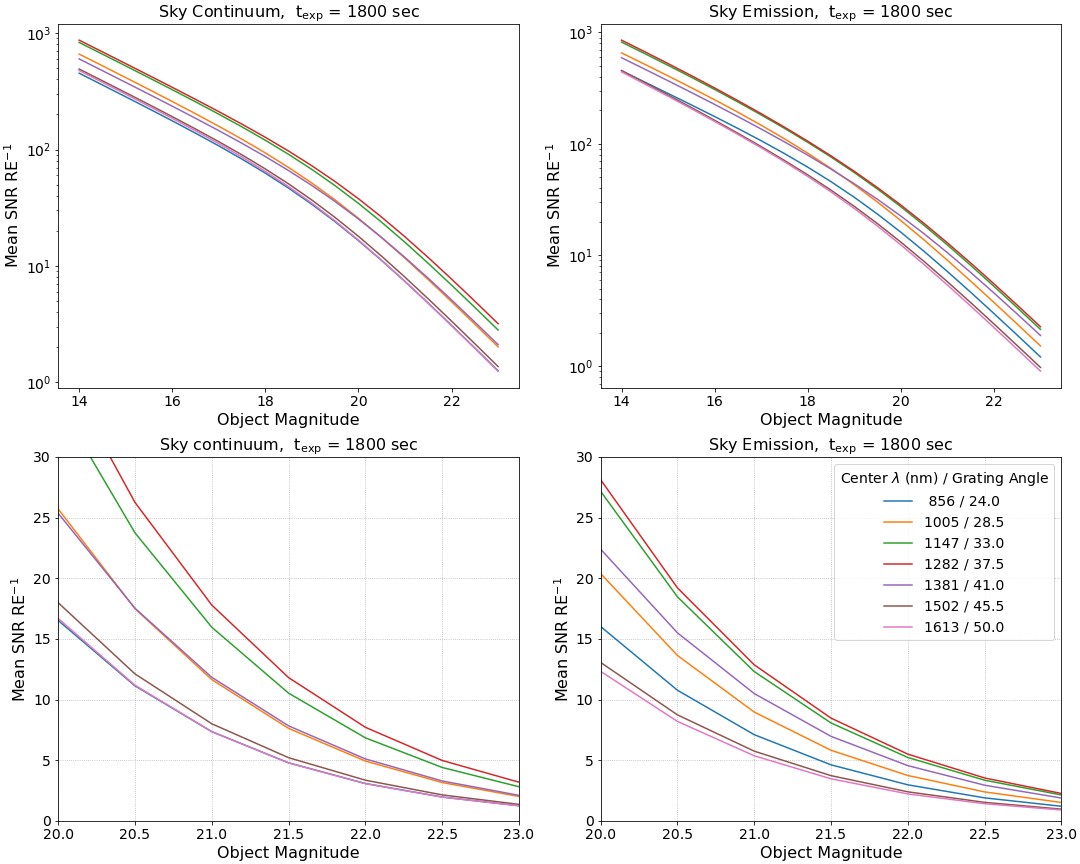 Sky Continuum,  t_exp = 1800 sec
Mean SNR RE⁻¹
10³
10²
10¹
10⁰
14 16 18 20 22
Object Magnitude
Sky Emission,  t_exp = 1800 sec
Mean SNR RE⁻¹
10³
10²
10¹
10⁰
14 16 18 20 22
Object Magnitude
Sky continuum,  t_exp = 1800 sec
Mean SNR RE⁻¹
30
25
20
15
10
5
0
20.0 20.5 21.0 21.5 22.0 22.5 23.0
Object Magnitude
Sky Emission,  t_exp = 1800 sec
Mean SNR RE⁻¹
30
25
20
15
10
5
0
Center λ (nm) / Grating Angle
856 / 24.0
1005 / 28.5
1147 / 33.0
1282 / 37.5
1381 / 41.0
1502 / 45.5
1613 / 50.0
20.0 20.5 21.0 21.5 22.0 22.5 23.0
Object Magnitude